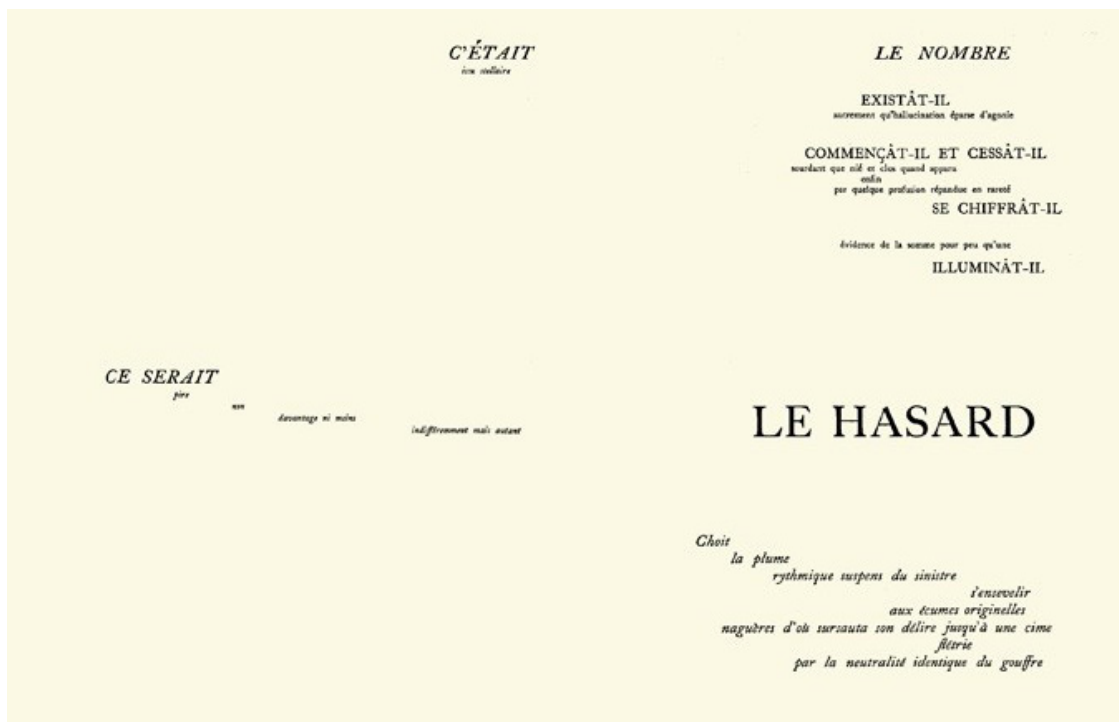 C'ÉTAIT
issu stellaire
LE NOMBRE
EXISTÂT-IL
autrement qu'hallucination éparse d'agonie
COMMENÇÂT-IL ET CESSÂT-IL
sourdant que nié et clos quand apparu
enfin
par quelque profusion répandue en rareté
SE CHIFFRÂT-IL
évidence de la somme pour peu qu'une
ILLUMINÂT-IL
CE SERAIT
pire
non
davantage ni moins
indifféremment mais autant
LE HASARD
Choit
la plume
rythmique suspens du sinistre
s'ensevelir
aux écumes originelles
naguères d'où sursauta son délire jusqu'à une cime
flétrie
par la neutralité identique du gouffre